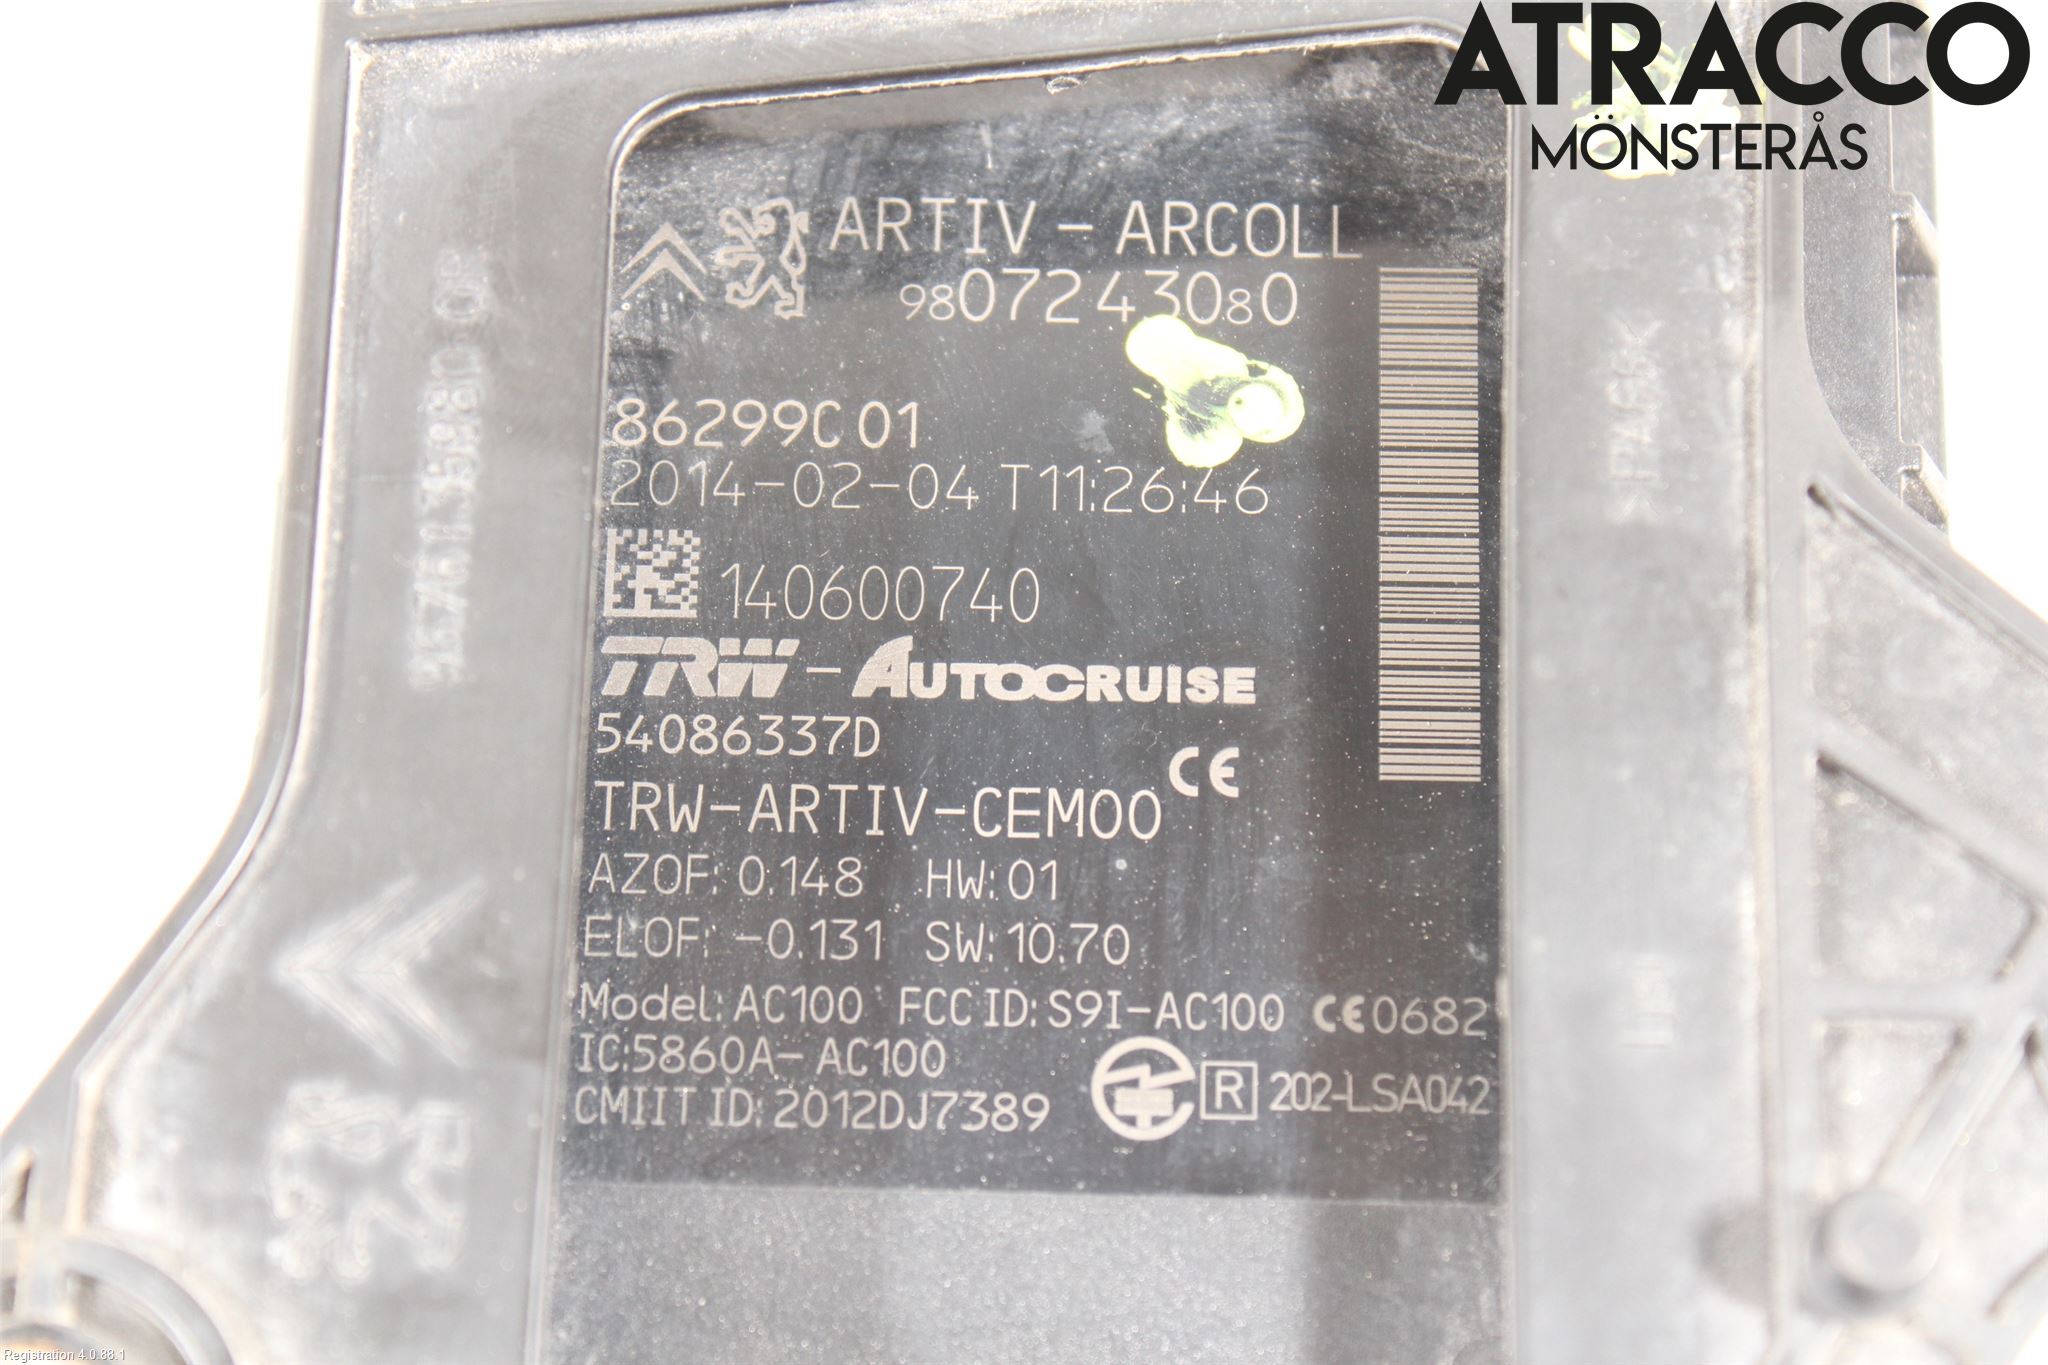 ATRACCO
MÖNSTERÅS
ARTIV - ARCOLL
9807243080
86299C01
2014-02-04 T11:26:46
140600740
TRW - AUTOCRUISE
54086337D
CE
TRW-ARTIV-CEM00
AZOF: 0.148 HW: 01
ELOF: -0.131 SW: 10.70
Model: AC100 FCC ID: S9I-AC100 CE0682
IC:5860A- AC100
CMIIT ID: 2012DJ7389 R 202-LSA042
Registration 4.0.88.1